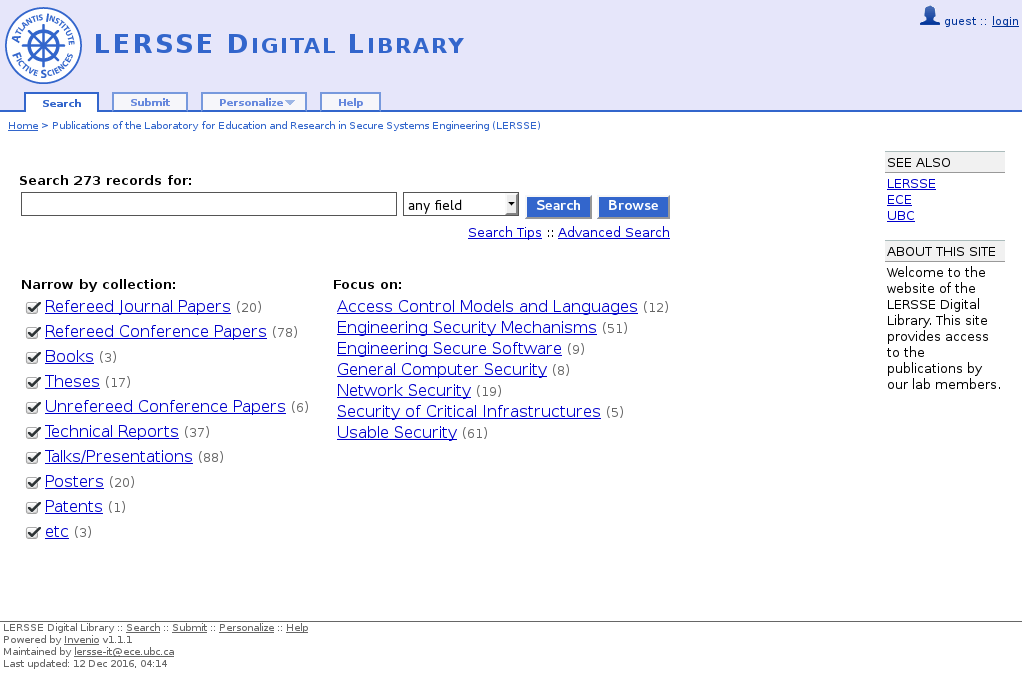 ATLANTIS INSTITUTE
FICTIVE SCIENCES
LERSSE DIGITAL LIBRARY
guest :: login
Search
Submit
Personalize
Help
Home > Publications of the Laboratory for Education and Research in Secure Systems Engineering (LERSSE)
Search 273 records for:
any field
Search
Browse
Search Tips :: Advanced Search
Narrow by collection:
Refereed Journal Papers (20)
Refereed Conference Papers (78)
Books (3)
Theses (17)
Unrefereed Conference Papers (6)
Technical Reports (37)
Talks/Presentations (88)
Posters (20)
Patents (1)
etc (3)
Focus on:
Access Control Models and Languages (12)
Engineering Security Mechanisms (51)
Engineering Secure Software (9)
General Computer Security (8)
Network Security (19)
Security of Critical Infrastructures (5)
Usable Security (61)
SEE ALSO
LERSSE
ECE
UBC
ABOUT THIS SITE
Welcome to the
website of the
LERSSE Digital
Library. This site
provides access
to the
publications by
our lab members.
LERSSE Digital Library :: Search :: Submit :: Personalize :: Help
Powered by Invenio v1.1.1
Maintained by lersse-it@ece.ubc.ca
Last updated: 12 Dec 2016, 04:14